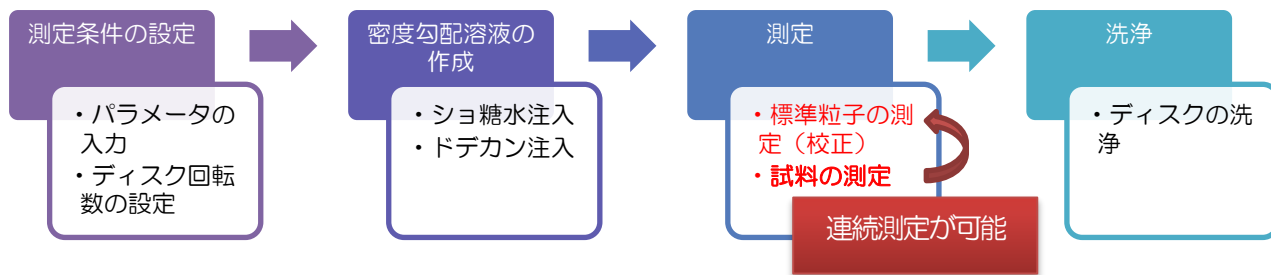 測定条件の設定
・パラメータの
入力
・ディスク回転
数の設定
密度勾配溶液の
作成
・ショ糖水注入
・ドデカン注入
測定
・標準粒子の測
定（校正）
・試料の測定
連続測定が可能
洗浄
・ディスクの洗
浄